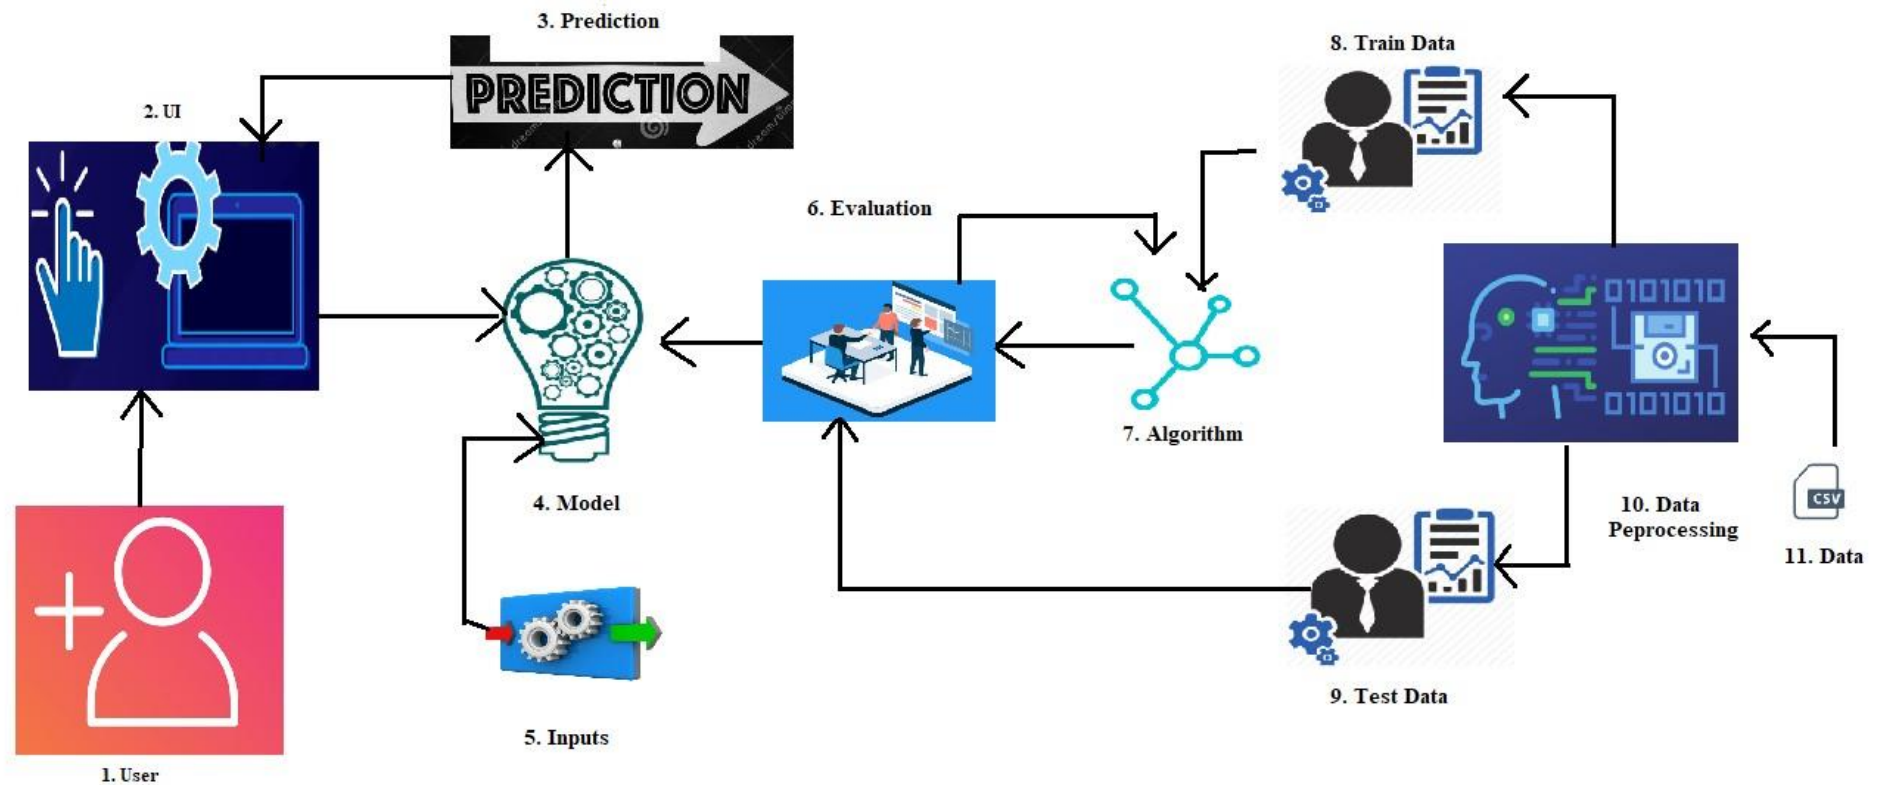 3. Prediction
8. Train Data
PREDICTION
2. UI
6. Evaluation
0101010
0101010
7. Algorithm
4. Model
10. Data
Peprocessing
CSV
11. Data
9. Test Data
5. Inputs
1. User